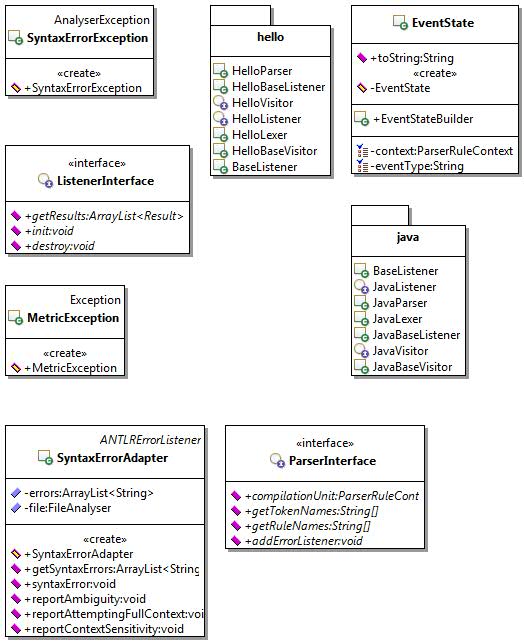 AnalyserException
SyntaxErrorException
«create»
+SyntaxErrorException
hello
HelloParser
HelloBaseListener
HelloVisitor
HelloListener
HelloLexer
HelloBaseVisitor
BaseListener
EventState
+toString:String
«create»
-EventState
+EventStateBuilder
-context:ParserRuleContext
-eventType:String
«interface»
ListenerInterface
+getResults:ArrayList<Result>
+init:void
+destroy:void
java
BaseListener
JavaListener
JavaParser
JavaLexer
JavaBaseListener
JavaVisitor
JavaBaseVisitor
Exception
MetricException
«create»
+MetricException
ANTLRErrorListener
SyntaxErrorAdapter
-errors:ArrayList<String>
-file:FileAnalyser
«create»
+SyntaxErrorAdapter
+getSyntaxErrors:ArrayList<String
+syntaxError:void
+reportAmbiguity:void
+reportAttemptingFullContext:voi
+reportContextSensitivity:void
«interface»
ParserInterface
+compilationUnit:ParserRuleCont
+getTokenNames:String[]
+getRuleNames:String[]
+addErrorListener:void